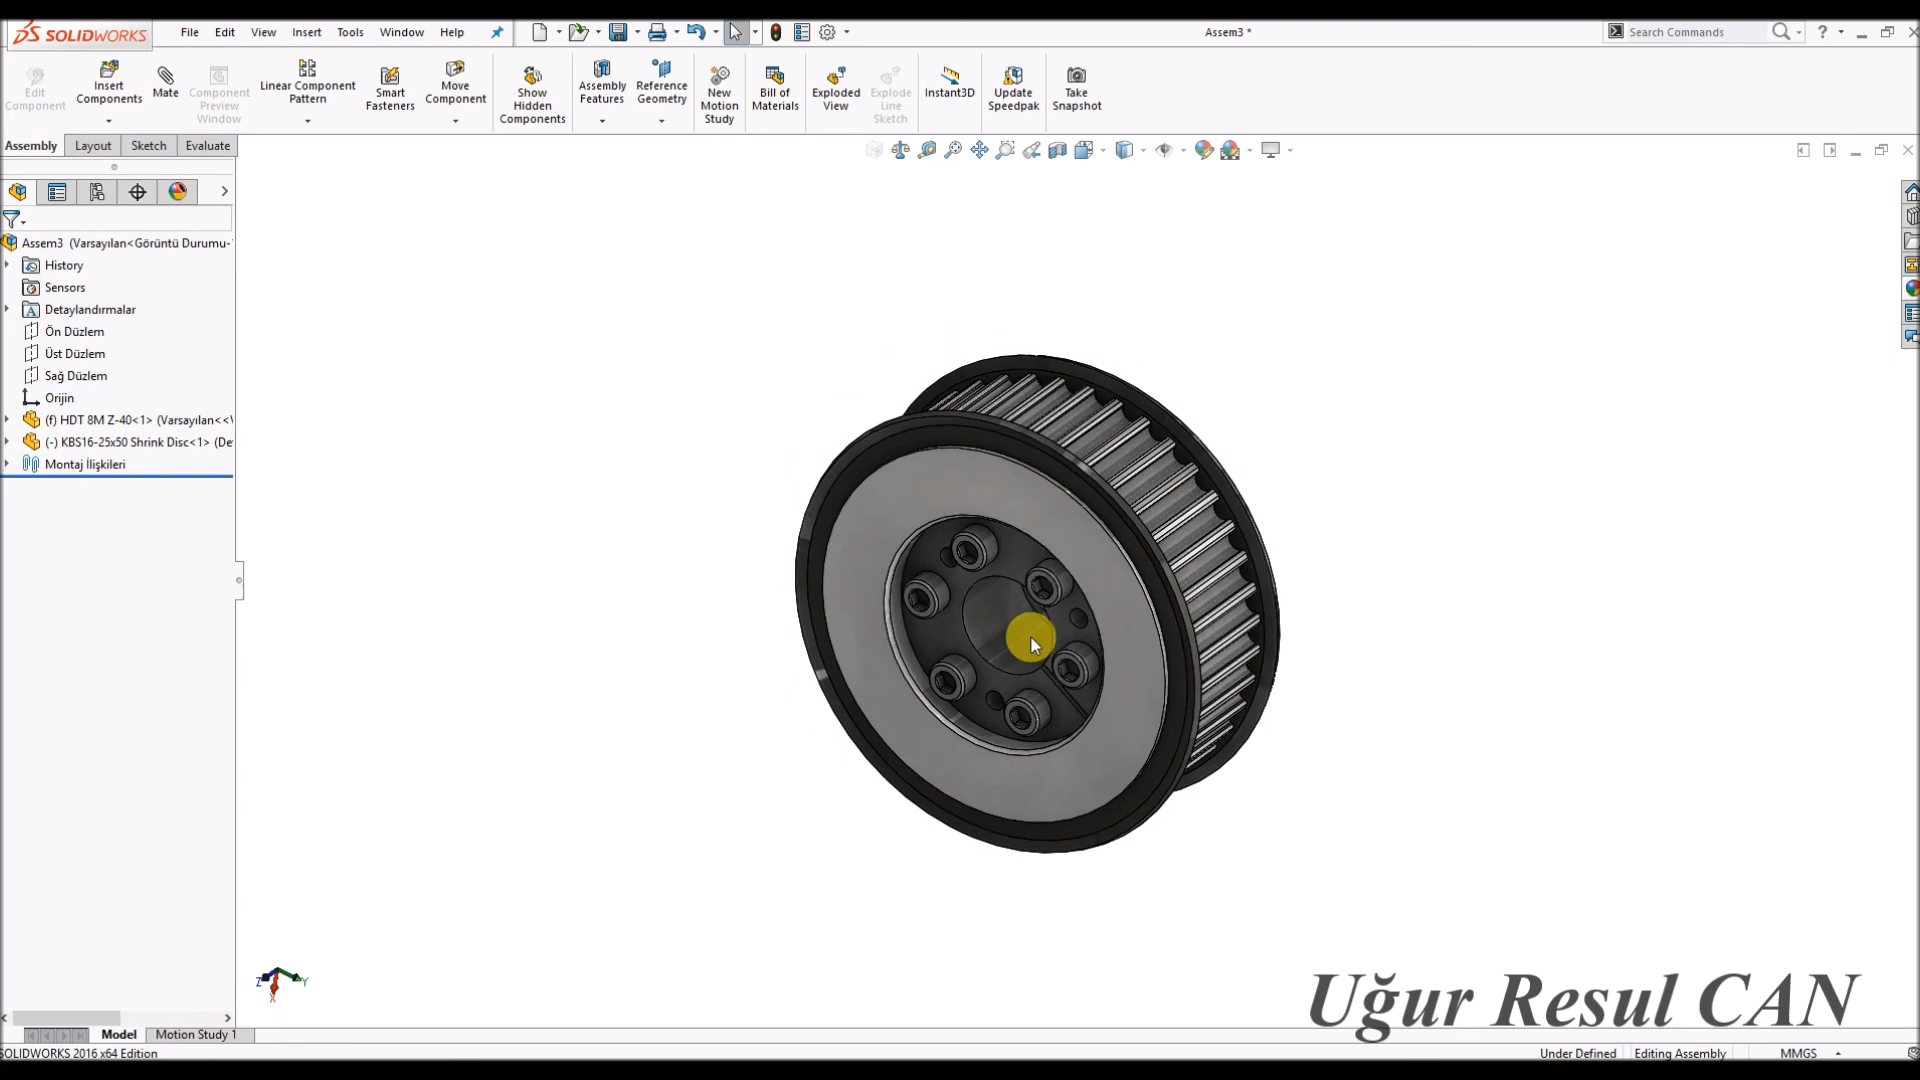 SOLIDWORKS File Edit View Insert Tools Window Help Assem3 * Search Commands ?
Edit Component
Insert Components
Mate
Component Preview Window
Linear Component Pattern
Smart Fasteners
Move Component
Show Hidden Components
Assembly Features
Reference Geometry
New Motion Study
Bill of Materials
Exploded View
Explode Line Sketch
Instant3D
Update Speedpak
Take Snapshot
Assembly Layout Sketch Evaluate
Assem3 (Varsayılan<Görüntü Durumu-
History
Sensors
Detaylandırmalar
Ön Düzlem
Üst Düzlem
Sağ Düzlem
Orijin
(f) HDT 8M Z-40<1> (Varsayılan<<
(-) KBS16-25x50 Shrink Disc<1> (De
Montaj İlişkileri
Z Y
X
Uğur Resul CAN
Model Motion Study 1
SOLIDWORKS 2016 x64 Edition Under Defined Editing Assembly MMGS